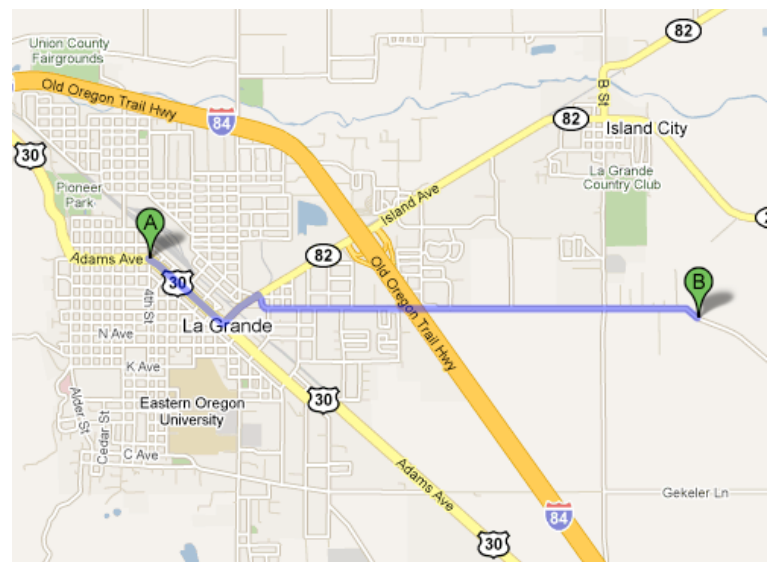 82
Union County
Fairgrounds
Old Oregon Trail Hwy
84
B St
82
Island City
30
La Grande
Country Club
Pioneer
Park
Island Ave
A
82
Adams Ave
30
Old Oregon Trail Hwy
B
4th St
La Grande
N Ave
K Ave
30
Alder St
Cedar St
Eastern Oregon
University
C Ave
Adams Ave
Gekeler Ln
84
30